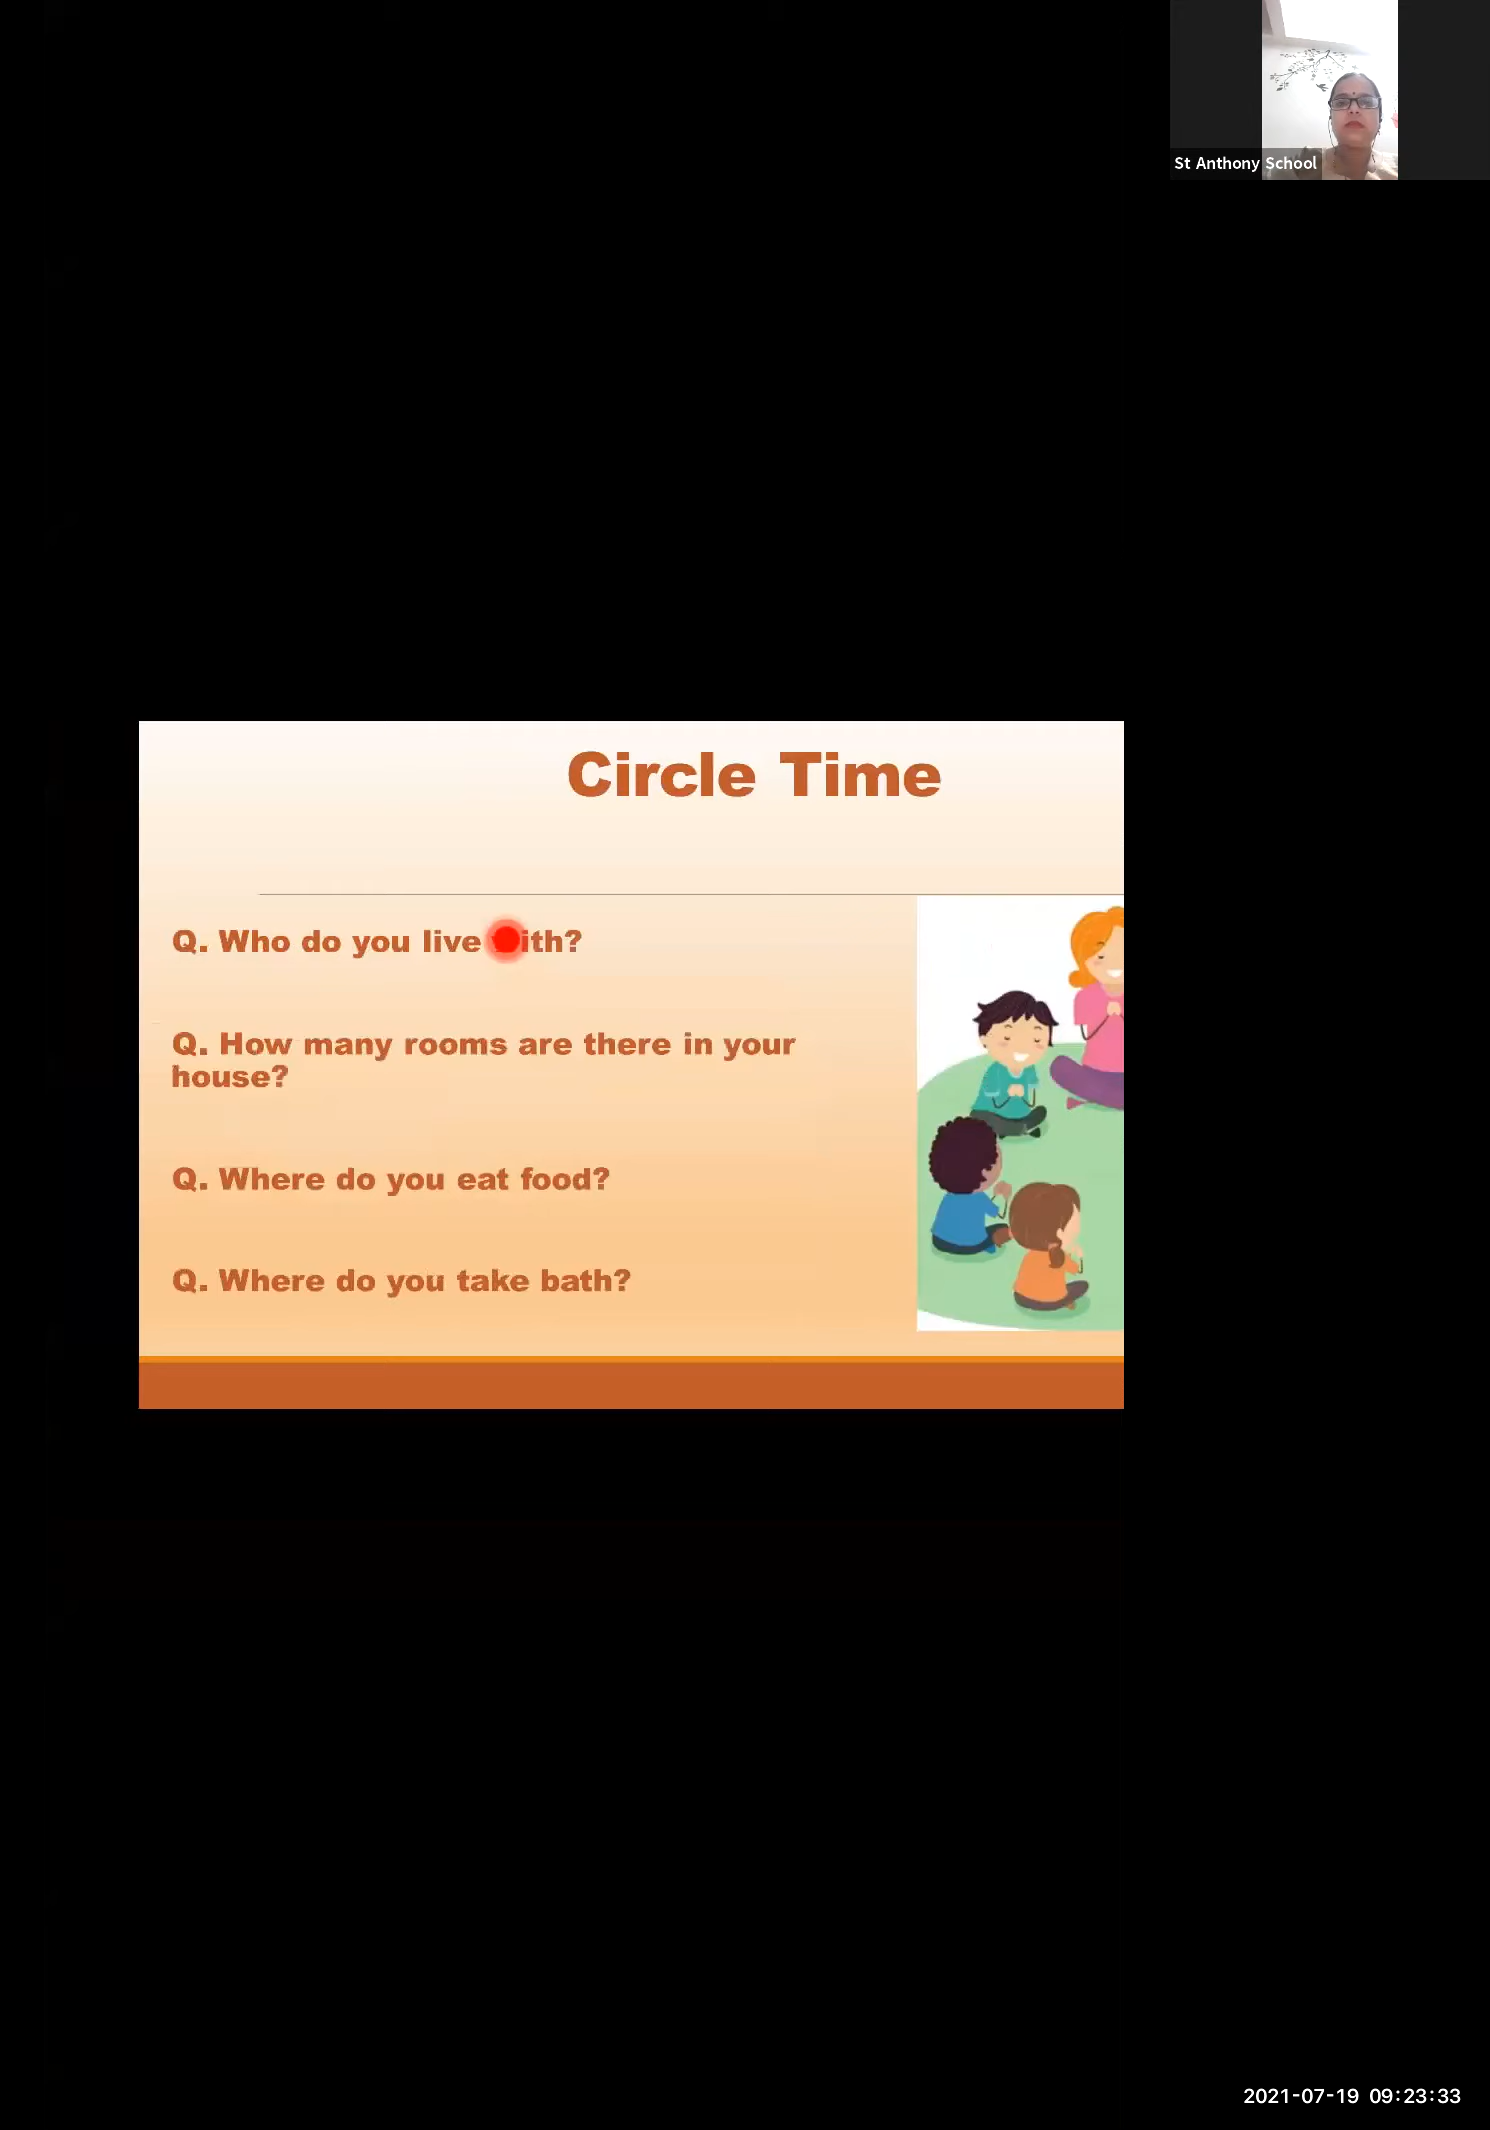 St Anthony School
Circle Time
Q. Who do you live with?
Q. How many rooms are there in your
house?
Q. Where do you eat food?
Q. Where do you take bath?
2021-07-19 09:23:33